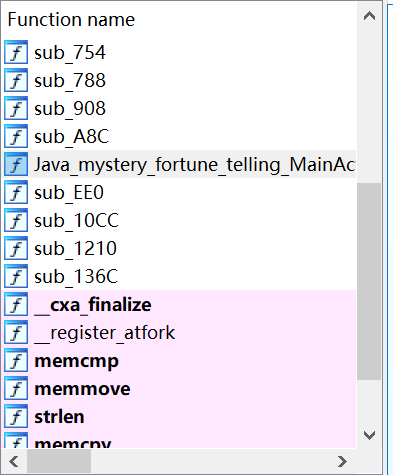 Function name
sub_754
sub_788
sub_908
sub_A8C
Java_mystery_fortune_telling_MainAc
sub_EE0
sub_10CC
sub_1210
sub_136C
__cxa_finalize
__register_atfork
memcmp
memmove
strlen
memcpy